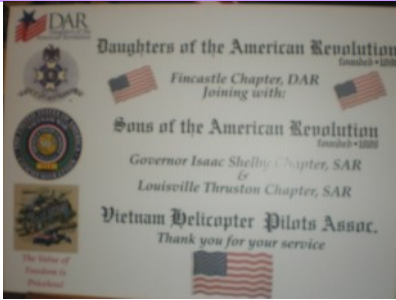 DAR
Daughters of the American Revolution
Fincastle Chapter, DAR
Joining with:
Sons of the American Revolution
Governor Isaac Shelby Chapter, SAR
&
Louisville Thruston Chapter, SAR
Vietnam Helicopter Pilots Assoc.
Thank you for your service
The Value of
Freedom is
Priceless!